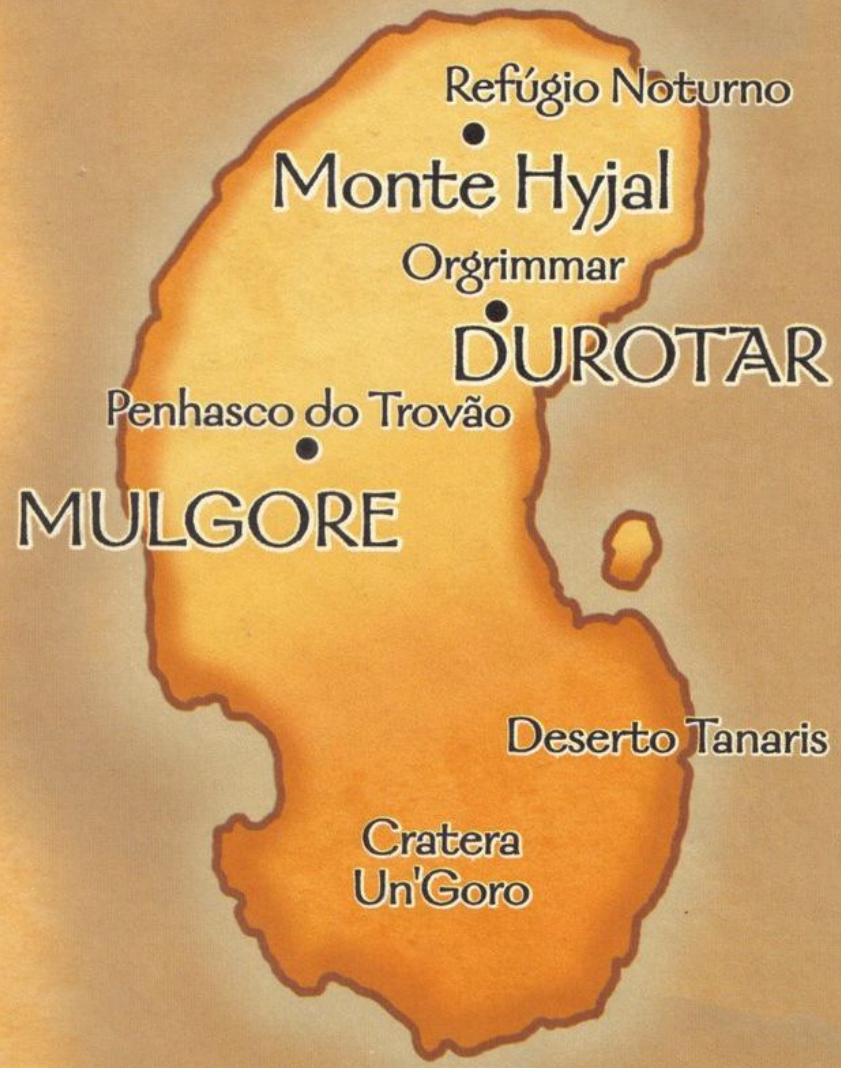 Refúgio Noturno
Monte Hyjal
Orgrimmar
DUROTAR
Penhasco do Trovão
MULGORE
Deserto Tanaris
Cratera
Un'Goro